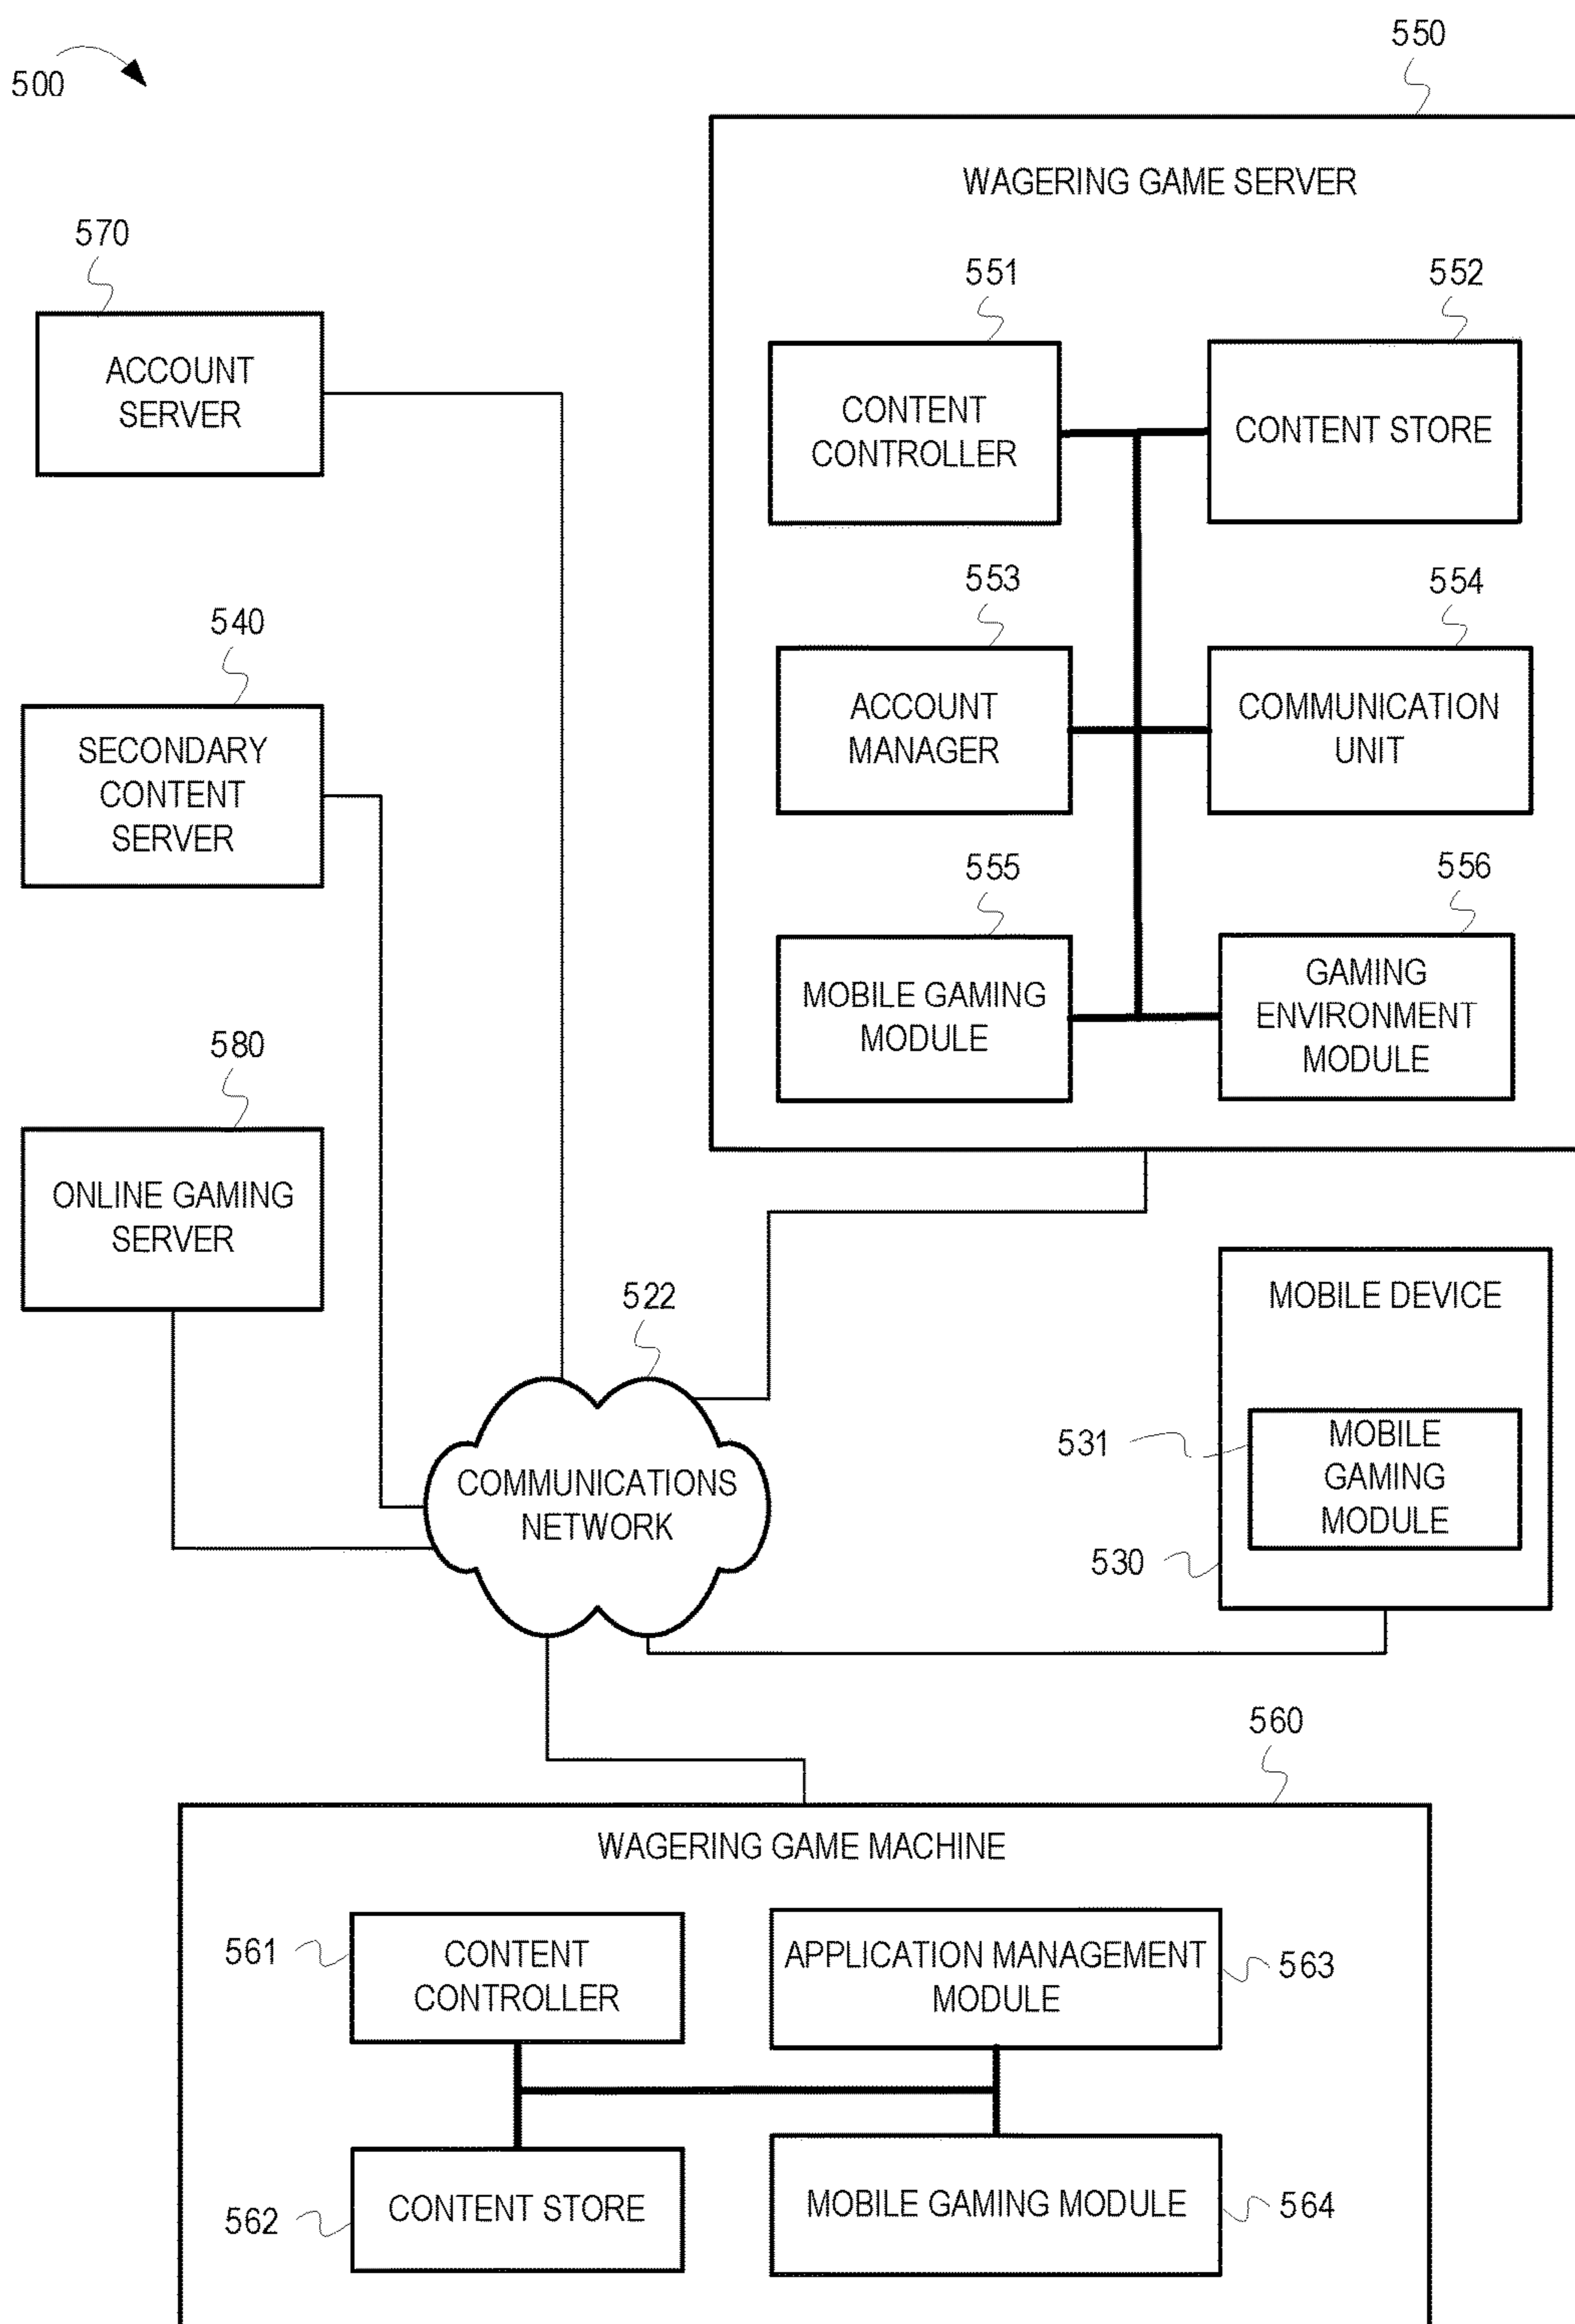 500
550
WAGERING GAME SERVER
551
CONTENT
CONTROLLER
552
CONTENT STORE
553
ACCOUNT
MANAGER
554
COMMUNICATION
UNIT
555
MOBILE GAMING
MODULE
556
GAMING
ENVIRONMENT
MODULE
570
ACCOUNT
SERVER
540
SECONDARY
CONTENT
SERVER
580
ONLINE GAMING
SERVER
522
COMMUNICATIONS
NETWORK
MOBILE DEVICE
531
MOBILE
GAMING
MODULE
530
560
WAGERING GAME MACHINE
561
CONTENT
CONTROLLER
APPLICATION MANAGEMENT
MODULE
563
562
CONTENT STORE
MOBILE GAMING MODULE
564